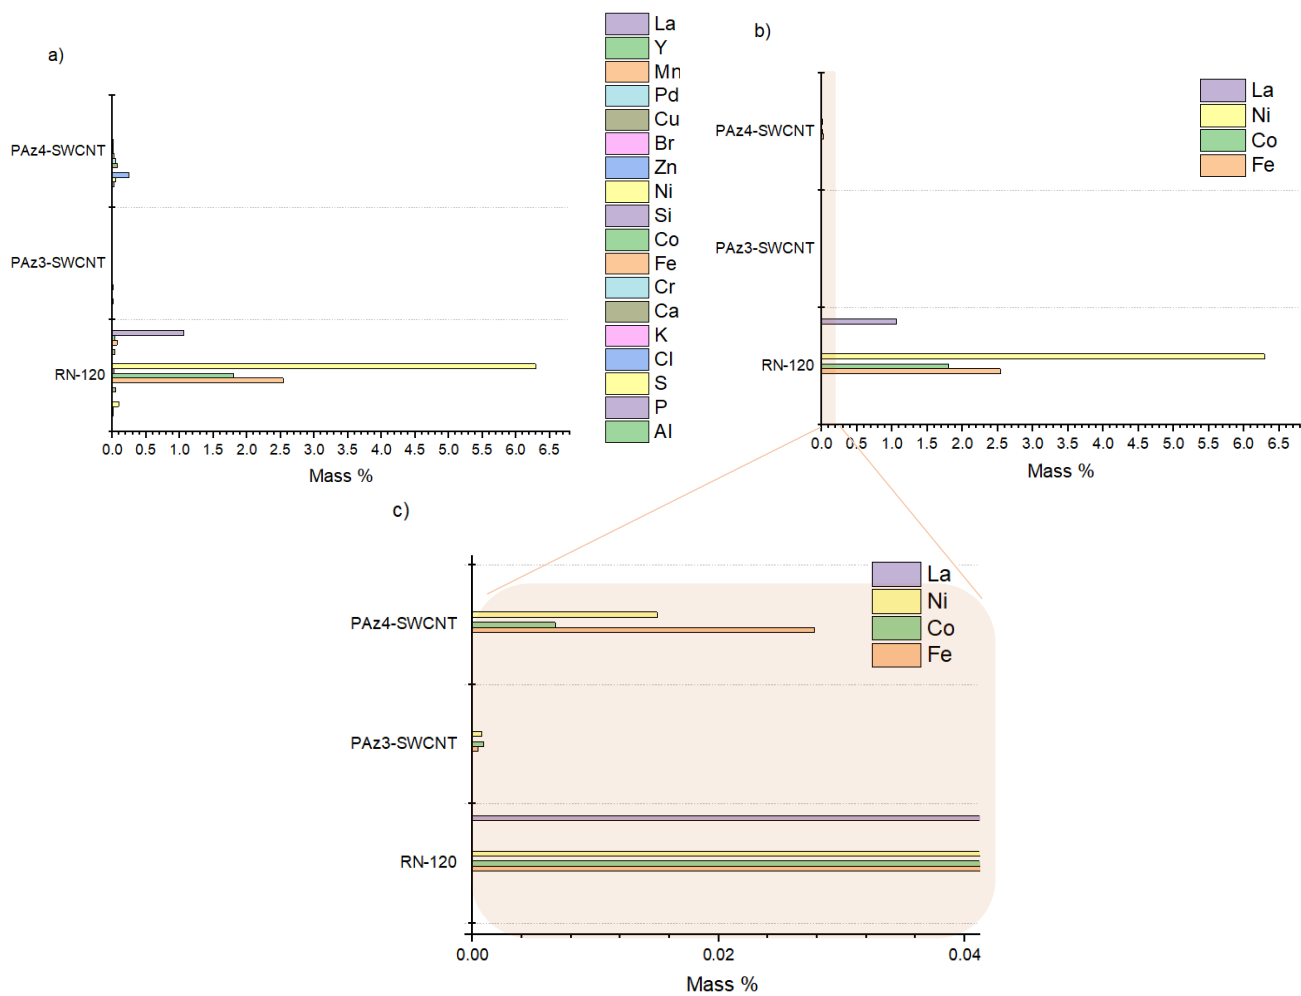 a)
La
Y
Mn
Pd
Cu
Br
Zn
Ni
Si
Co
Fe
Cr
Ca
K
Cl
S
P
Al
PAz4-SWCNT
PAz3-SWCNT
RN-120
0.0 0.5 1.0 1.5 2.0 2.5 3.0 3.5 4.0 4.5 5.0 5.5 6.0 6.5
Mass %
b)
La
Ni
Co
Fe
PAz4-SWCNT
PAz3-SWCNT
RN-120
0.0 0.5 1.0 1.5 2.0 2.5 3.0 3.5 4.0 4.5 5.0 5.5 6.0 6.5
Mass %
c)
La
Ni
Co
Fe
PAz4-SWCNT
PAz3-SWCNT
RN-120
0.00 0.02 0.04
Mass %